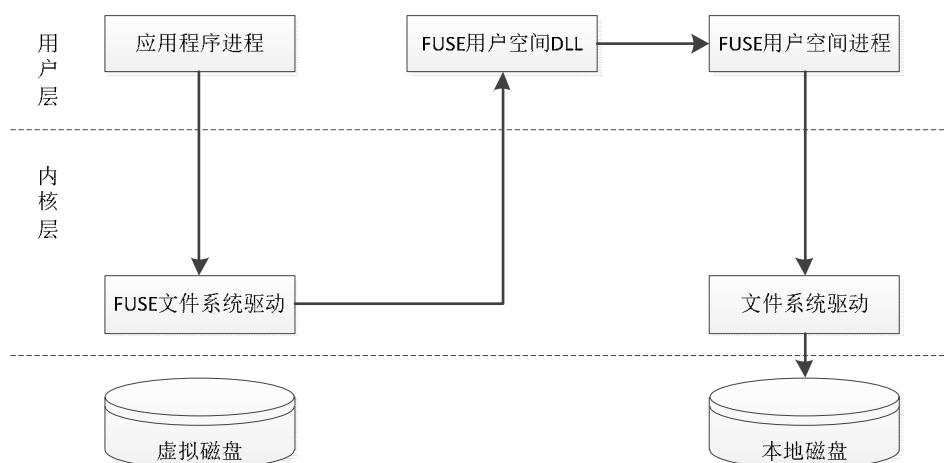 用户层
应用程序进程
FUSE用户空间DLL
FUSE用户空间进程
内核层
FUSE文件系统驱动
文件系统驱动
虚拟磁盘
本地磁盘